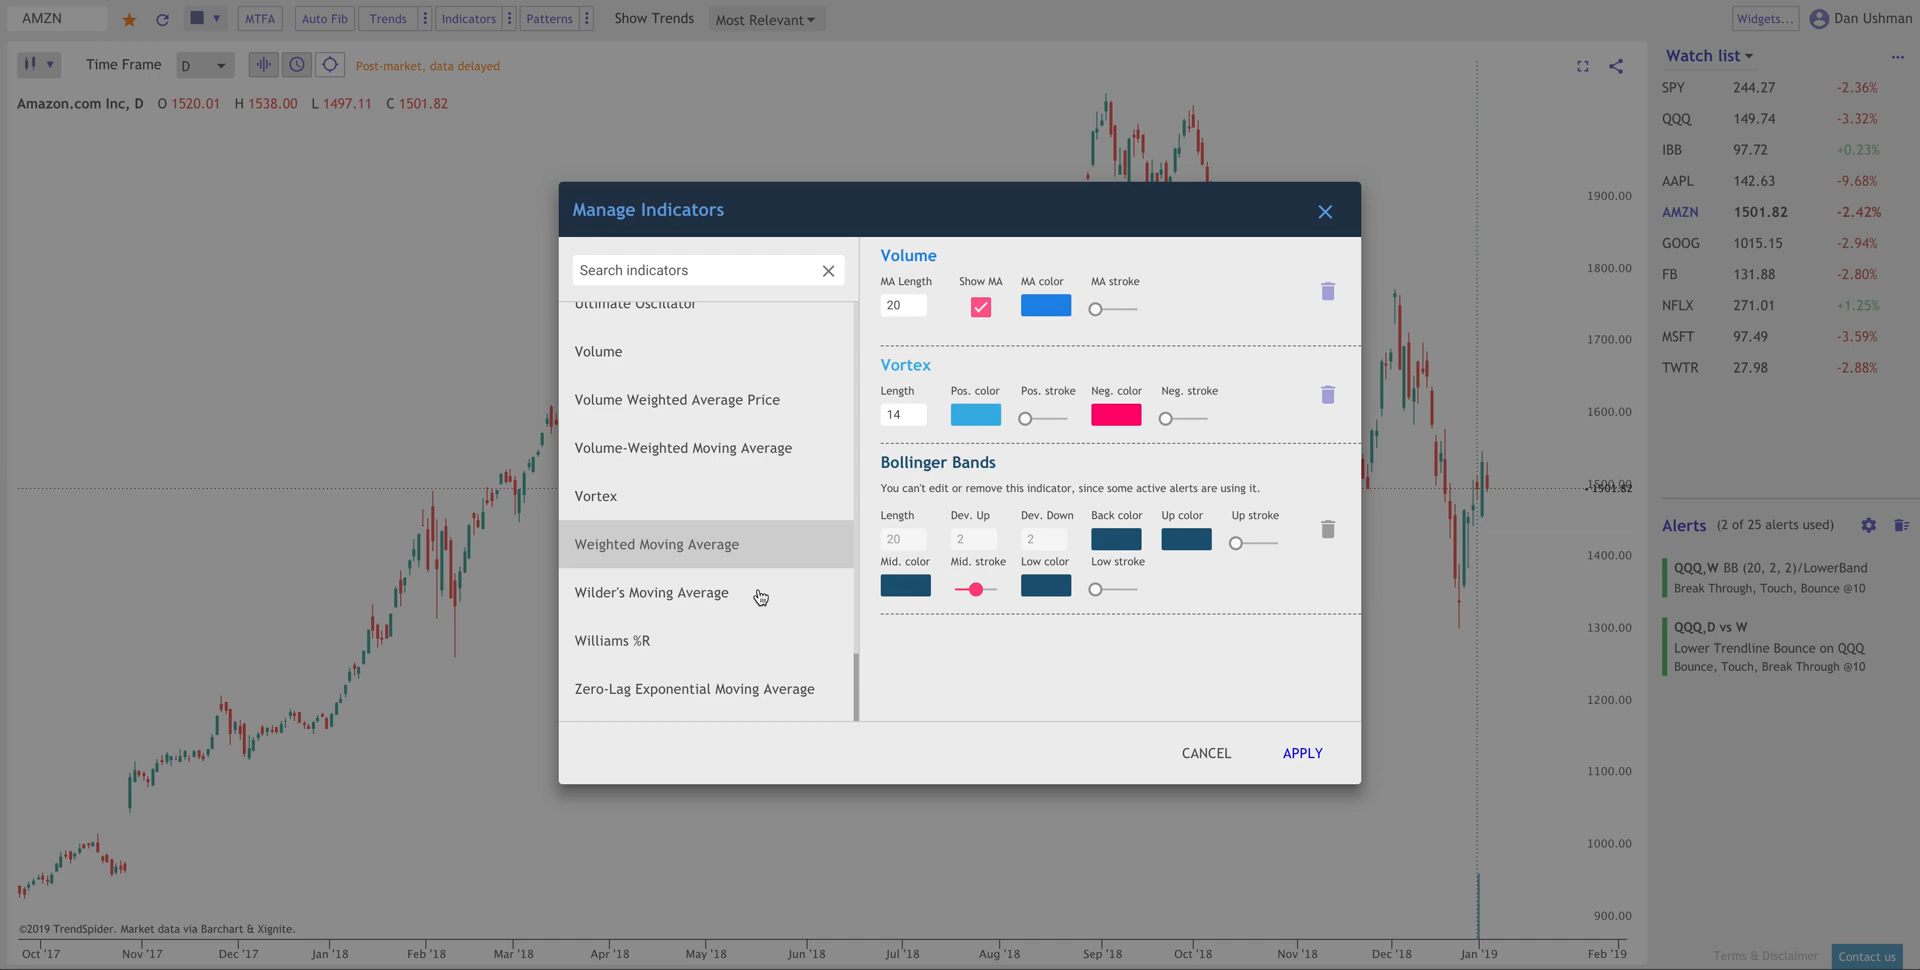 AMZN MTFA Auto Fib Trends Indicators Patterns Show Trends Most Relevant Widgets... Dan Ushman
Time Frame D Post-market, data delayed
Amazon.com Inc, D O 1520.01 H 1538.00 L 1497.11 C 1501.82
Watch list
SPY 244.27 -2.36%
QQQ 149.74 -3.32%
IBB 97.72 +0.23%
AAPL 142.63 -9.68%
AMZN 1501.82 -2.42%
GOOG 1015.15 -2.94%
FB 131.88 -2.80%
NFLX 271.01 +1.25%
MSFT 97.49 -3.59%
TWTR 27.98 -2.88%
Alerts (2 of 25 alerts used)
QQQ,W BB (20, 2, 2)/LowerBand
Break Through, Touch, Bounce @10
QQQ,D vs W
Lower Trendline Bounce on QQQ
Bounce, Touch, Break Through @10
Manage Indicators
Search indicators
Ultimate Oscillator
Volume
Volume Weighted Average Price
Volume-Weighted Moving Average
Vortex
Weighted Moving Average
Wilder's Moving Average
Williams %R
Zero-Lag Exponential Moving Average
Volume
MA Length Show MA MA color MA stroke
20
Vortex
Length Pos. color Pos. stroke Neg. color Neg. stroke
14
Bollinger Bands
You can't edit or remove this indicator, since some active alerts are using it.
Length Dev. Up Dev. Down Back color Up color Up stroke
20 2 2
Mid. color Mid. stroke Low color Low stroke
CANCEL APPLY
1900.00
1800.00
1700.00
1600.00
1501.82
1400.00
1300.00
1200.00
1100.00
1000.00
900.00
©2019 TrendSpider. Market data via Barchart & Xignite.
Oct '17 Nov '17 Dec '17 Jan '18 Feb '18 Mar '18 Apr '18 May '18 Jun '18 Jul '18 Aug '18 Sep '18 Oct '18 Nov '18 Dec '18 Jan '19 Feb '19
Terms & Disclaimer Contact us